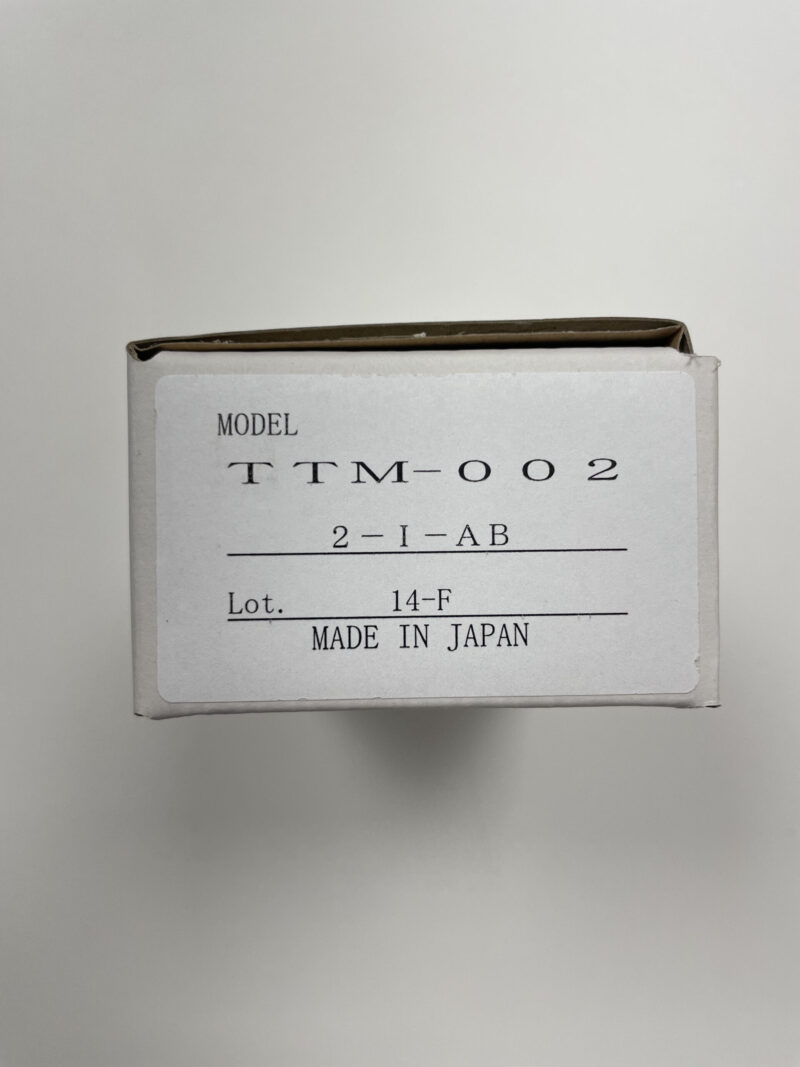 MODEL
TTM-002
2-I-AB
Lot. 14-F
MADE IN JAPAN